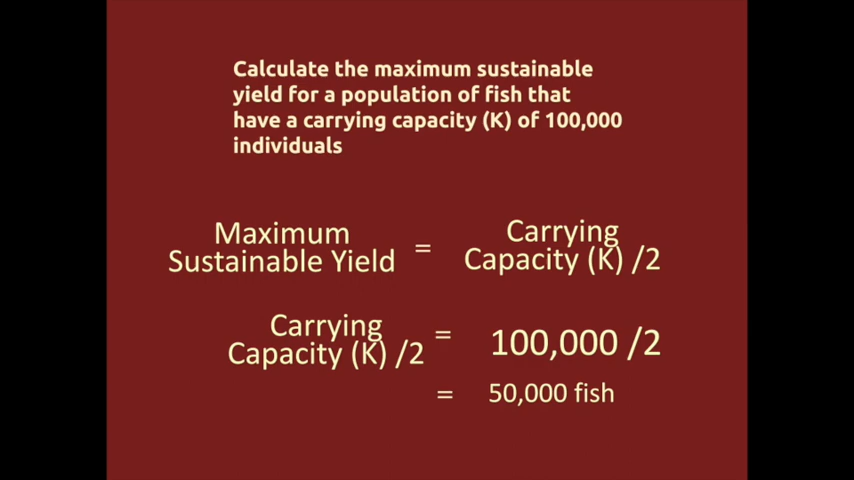 Calculate the maximum sustainable
yield for a population of fish that
have a carrying capacity (K) of 100,000
individuals
Maximum
Sustainable Yield
=
Carrying
Capacity (K) /2
Carrying
Capacity (K) /2
=
100,000 /2
=
50,000 fish